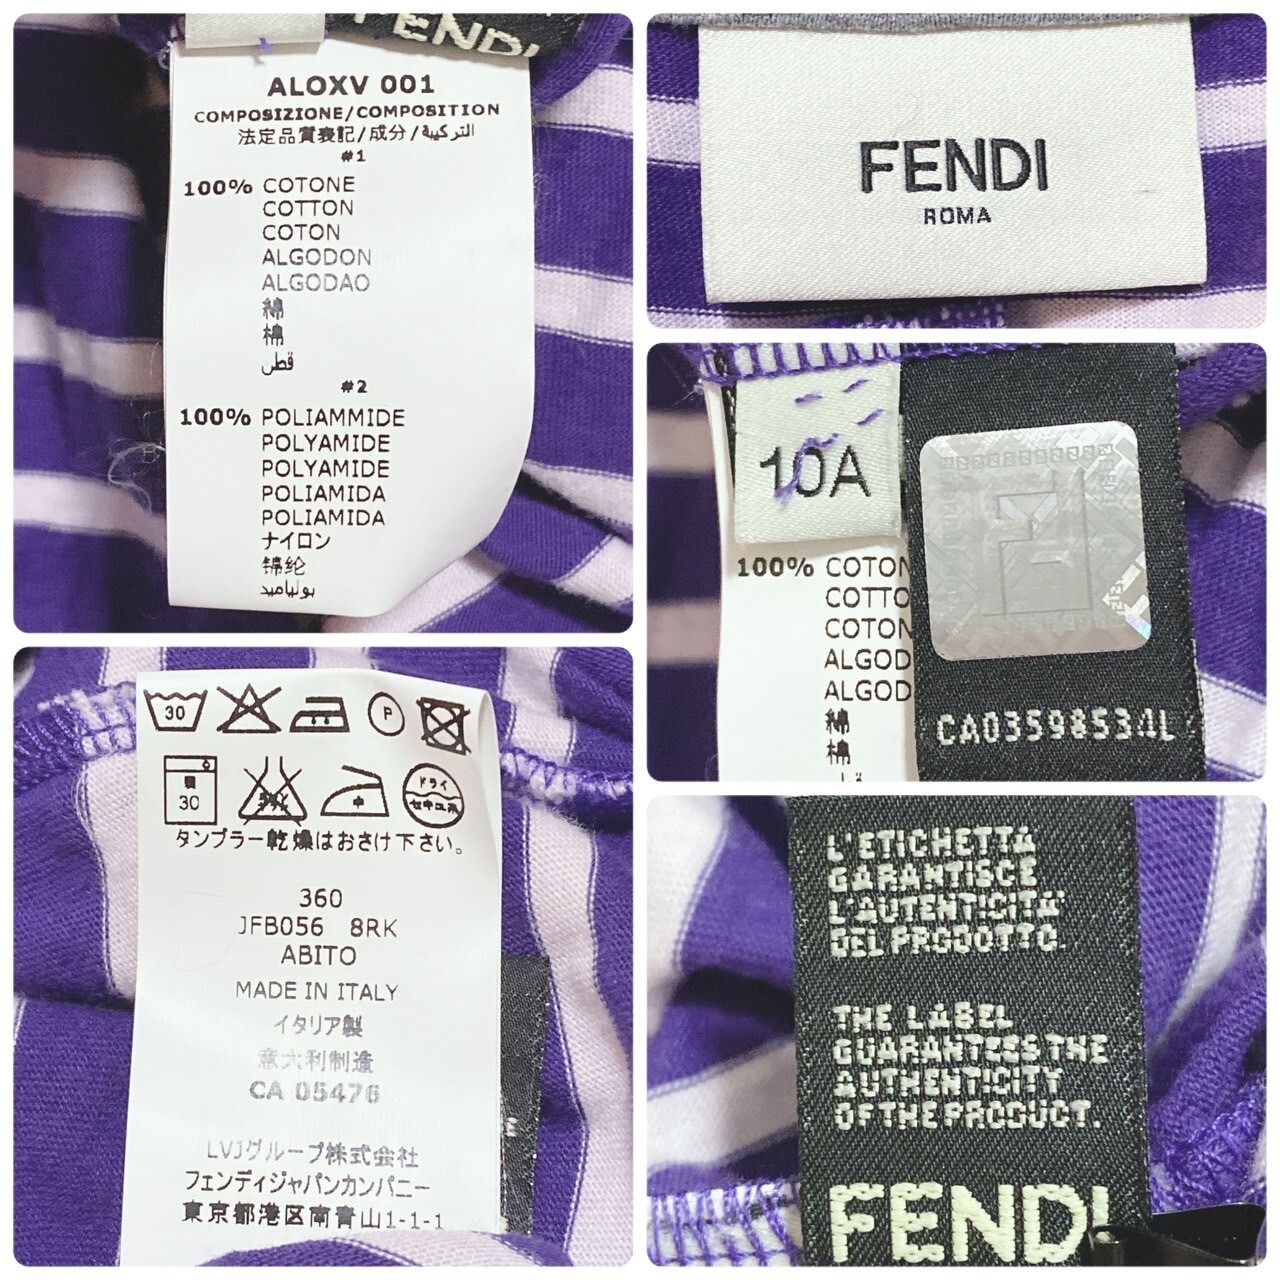 FENDI
ALOXV 001
COMPOSIZIONE/COMPOSITION
法定品質表記/成分/التركيبة
#1
100% COTONE
COTTON
COTON
ALGODON
ALGODAO
綿
棉
قطن
#2
100% POLIAMMIDE
POLYAMIDE
POLYAMIDE
POLIAMIDA
POLIAMIDA
ナイロン
锦纶
بولياميد
FENDI
ROMA
10A
100% COTON
COTTO
COTON
ALGOD
ALGOD
綿
棉
CA03598534L
30
P
30
中
ドライ
セキユ系
タンブラー乾燥はおさけ下さい。
360
JFB056 8RK
ABITO
MADE IN ITALY
イタリア製
意大利制造
CA 05476
LVJグループ株式会社
フェンディジャパンカンパニー
東京都港区南青山1-1-1
L'ETICHETTA
GARANTISCE
L'AUTENTICITA'
DEL PRODOTTO.
THE LABEL
GUARANTEES THE
AUTHENTICITY
OF THE PRODUCT.
FENDI